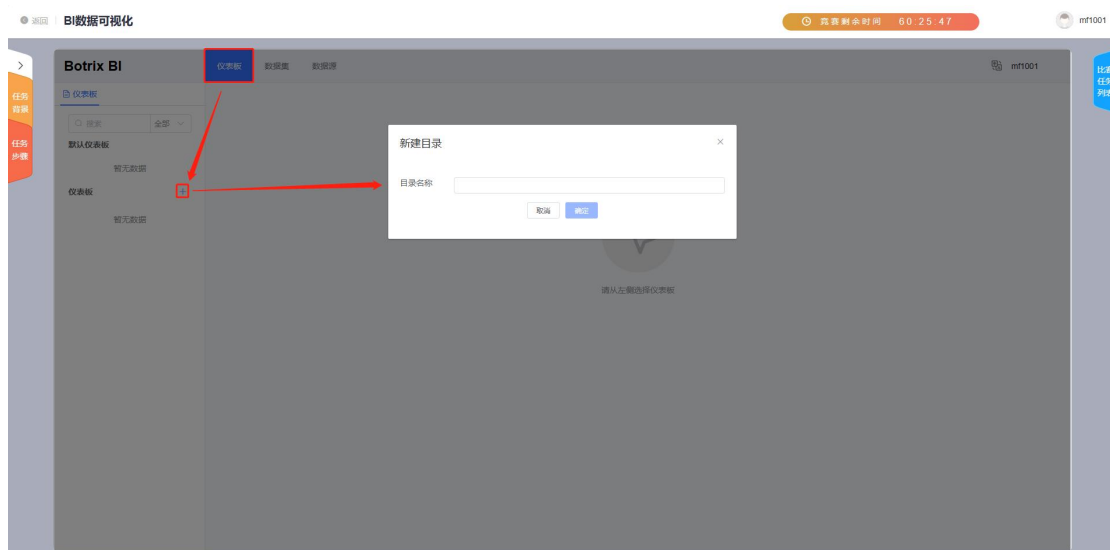 返回 BI数据可视化 竞赛剩余时间 60:25:47 mf1001
Botrix BI 仪表板 数据集 数据源 mf1001
任务
背景
任务
步骤
比赛
任务
列表
仪表板
搜索 全部
默认仪表板
暂无数据
仪表板
暂无数据
新建目录
目录名称
取消 确定
请从左侧选择仪表板